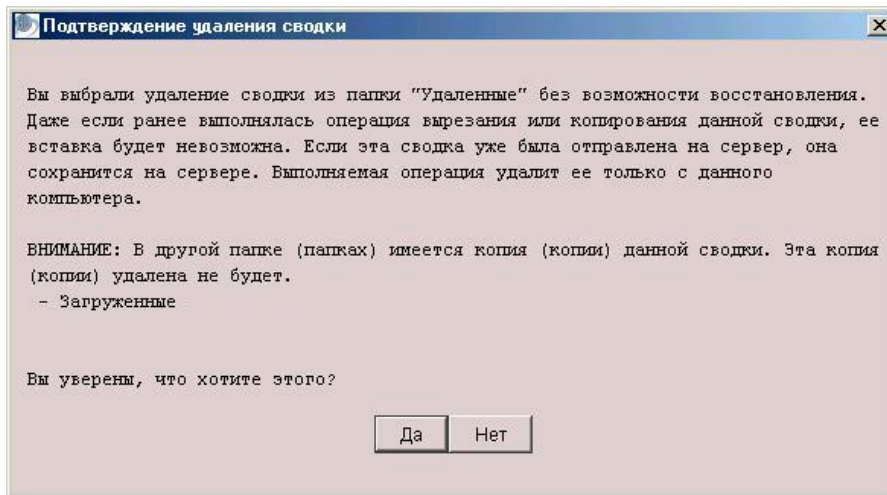 Подтверждение удаления сводки
Вы выбрали удаление сводки из папки "Удаленные" без возможности восстановления.
Даже если ранее выполнялась операция вырезания или копирования данной сводки, ее
вставка будет невозможна. Если эта сводка уже была отправлена на сервер, она
сохранится на сервере. Выполняемая операция удалит ее только с данного
компьютера.
ВНИМАНИЕ: В другой папке (папках) имеется копия (копии) данной сводки. Эта копия
(копии) удалена не будет.
- Загруженные
Вы уверены, что хотите этого?
Да Нет